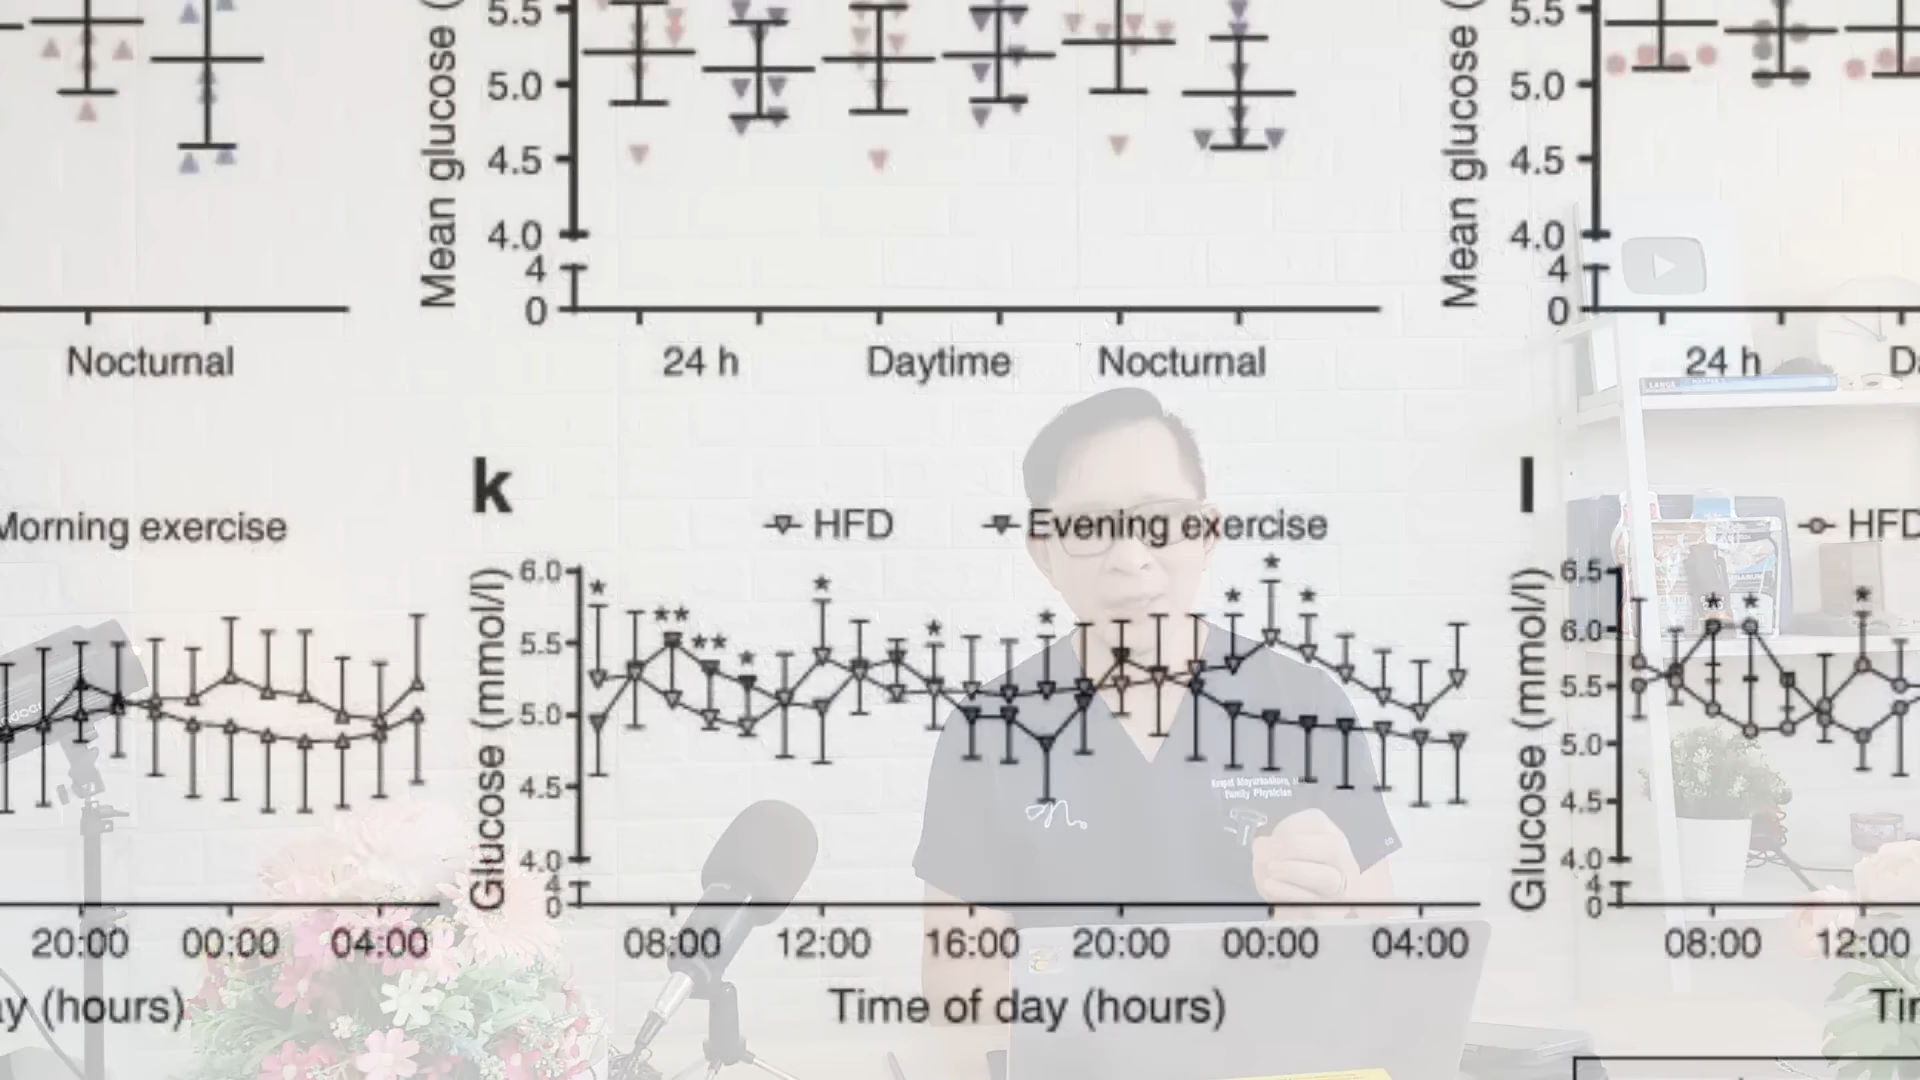 Mean glucose (
5.5
5.0
4.5
4.0
4
0
Mean glucose (
5.5
5.0
4.5
4.0
4
0
Nocturnal
24 h
Daytime
Nocturnal
24 h
k
l
Morning exercise
HFD
Evening exercise
HFD
Glucose (mmol/l)
6.0
5.5
5.0
4.5
4.0
4
0
* ** ** * * * * * * *
Glucose (mmol/l)
6.5
6.0
5.5
5.0
4.5
4.0
4
0
* * *
20:00 00:00 04:00
08:00 12:00 16:00 20:00 00:00 04:00
08:00 12:00
ay (hours)
Time of day (hours)
LANGE
Family Physician